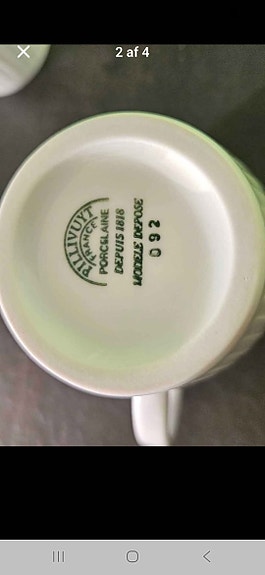 2 af 4
PILLIVUYT
FRANCE
PORCELAINE
DEPUIS 1818
MODELE DEPOSE
092